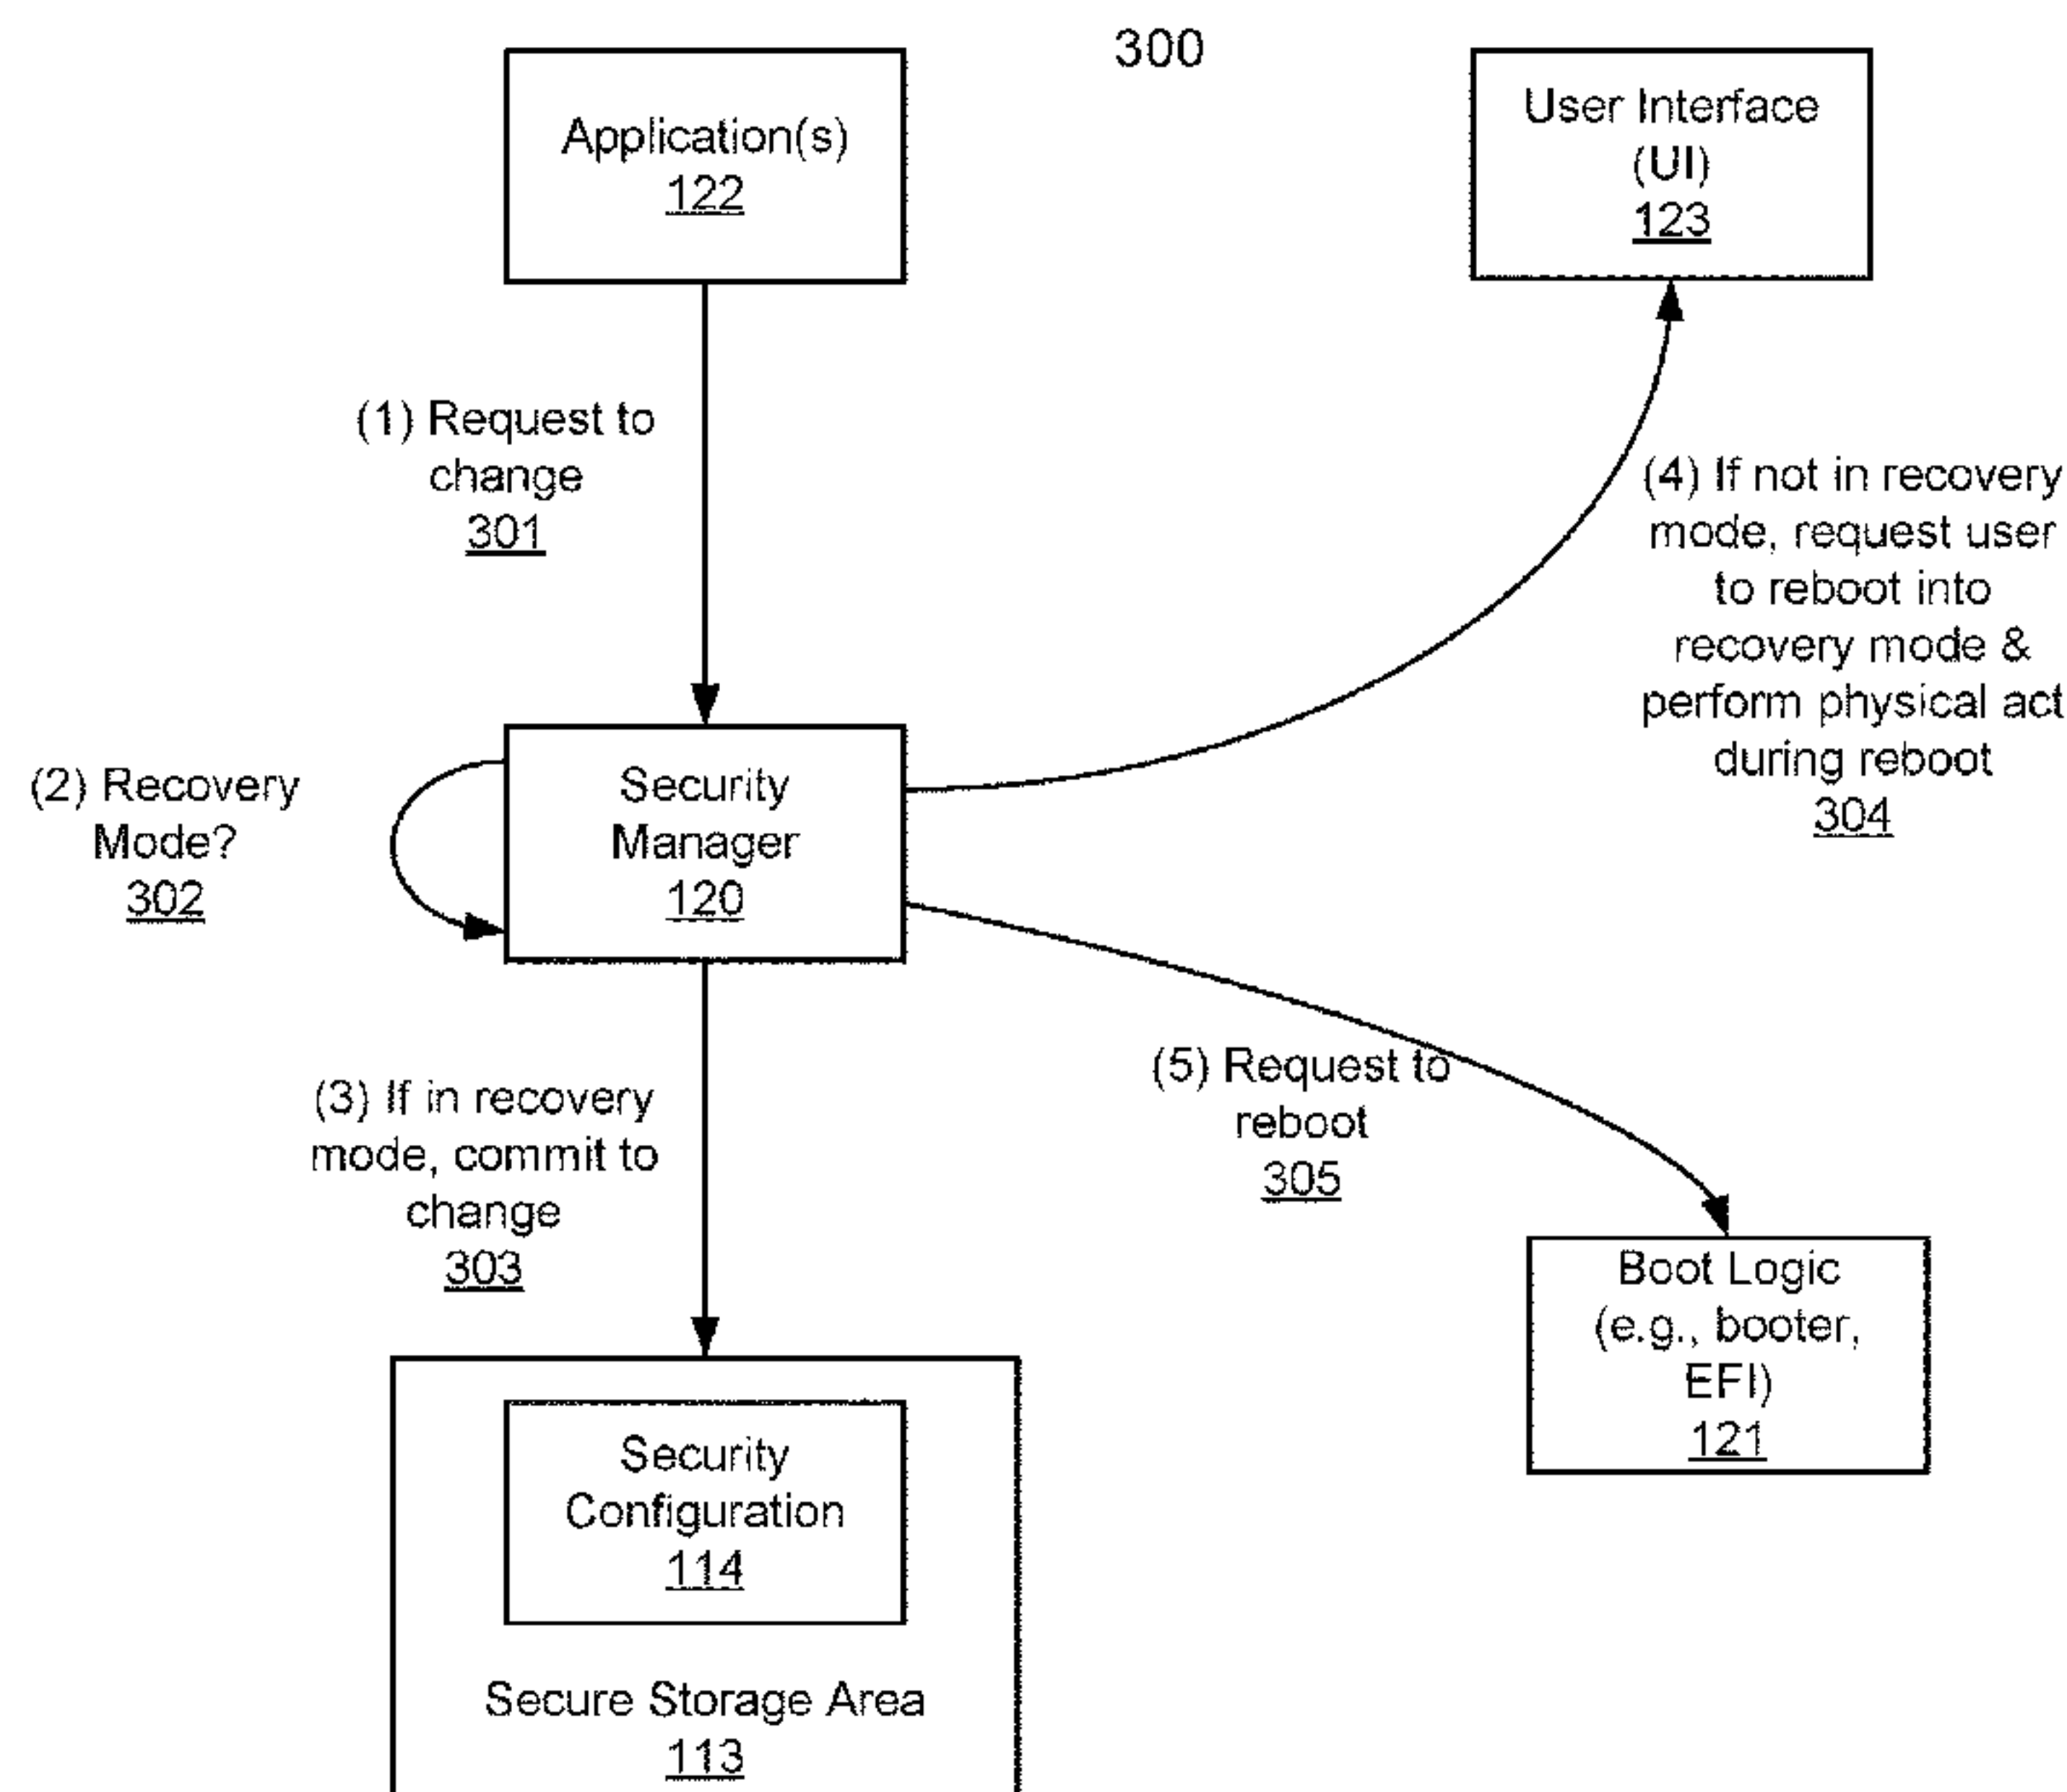 300
Application(s)
122
User Interface
(UI)
123
(1) Request to
change
301
(4) If not in recovery
mode, request user
to reboot into
recovery mode &
perform physical act
during reboot
304
(2) Recovery
Mode?
302
Security
Manager
120
(3) If in recovery
mode, commit to
change
303
(5) Request to
reboot
305
Boot Logic
(e.g., booter,
EFI)
121
Security
Configuration
114
Secure Storage Area
113